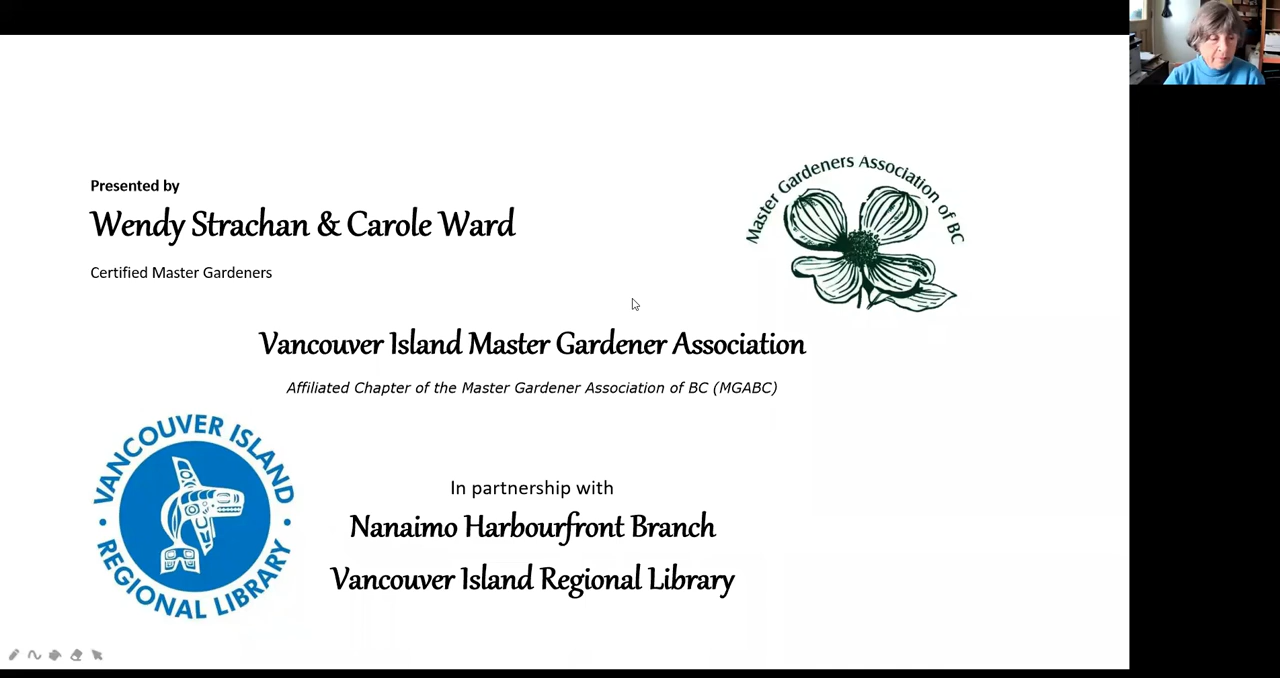 Presented by
Wendy Strachan & Carole Ward
Certified Master Gardeners
Master Gardeners Association of BC
Vancouver Island Master Gardener Association
Affiliated Chapter of the Master Gardener Association of BC (MGABC)
VANCOUVER ISLAND
• REGIONAL LIBRARY •
In partnership with
Nanaimo Harbourfront Branch
Vancouver Island Regional Library